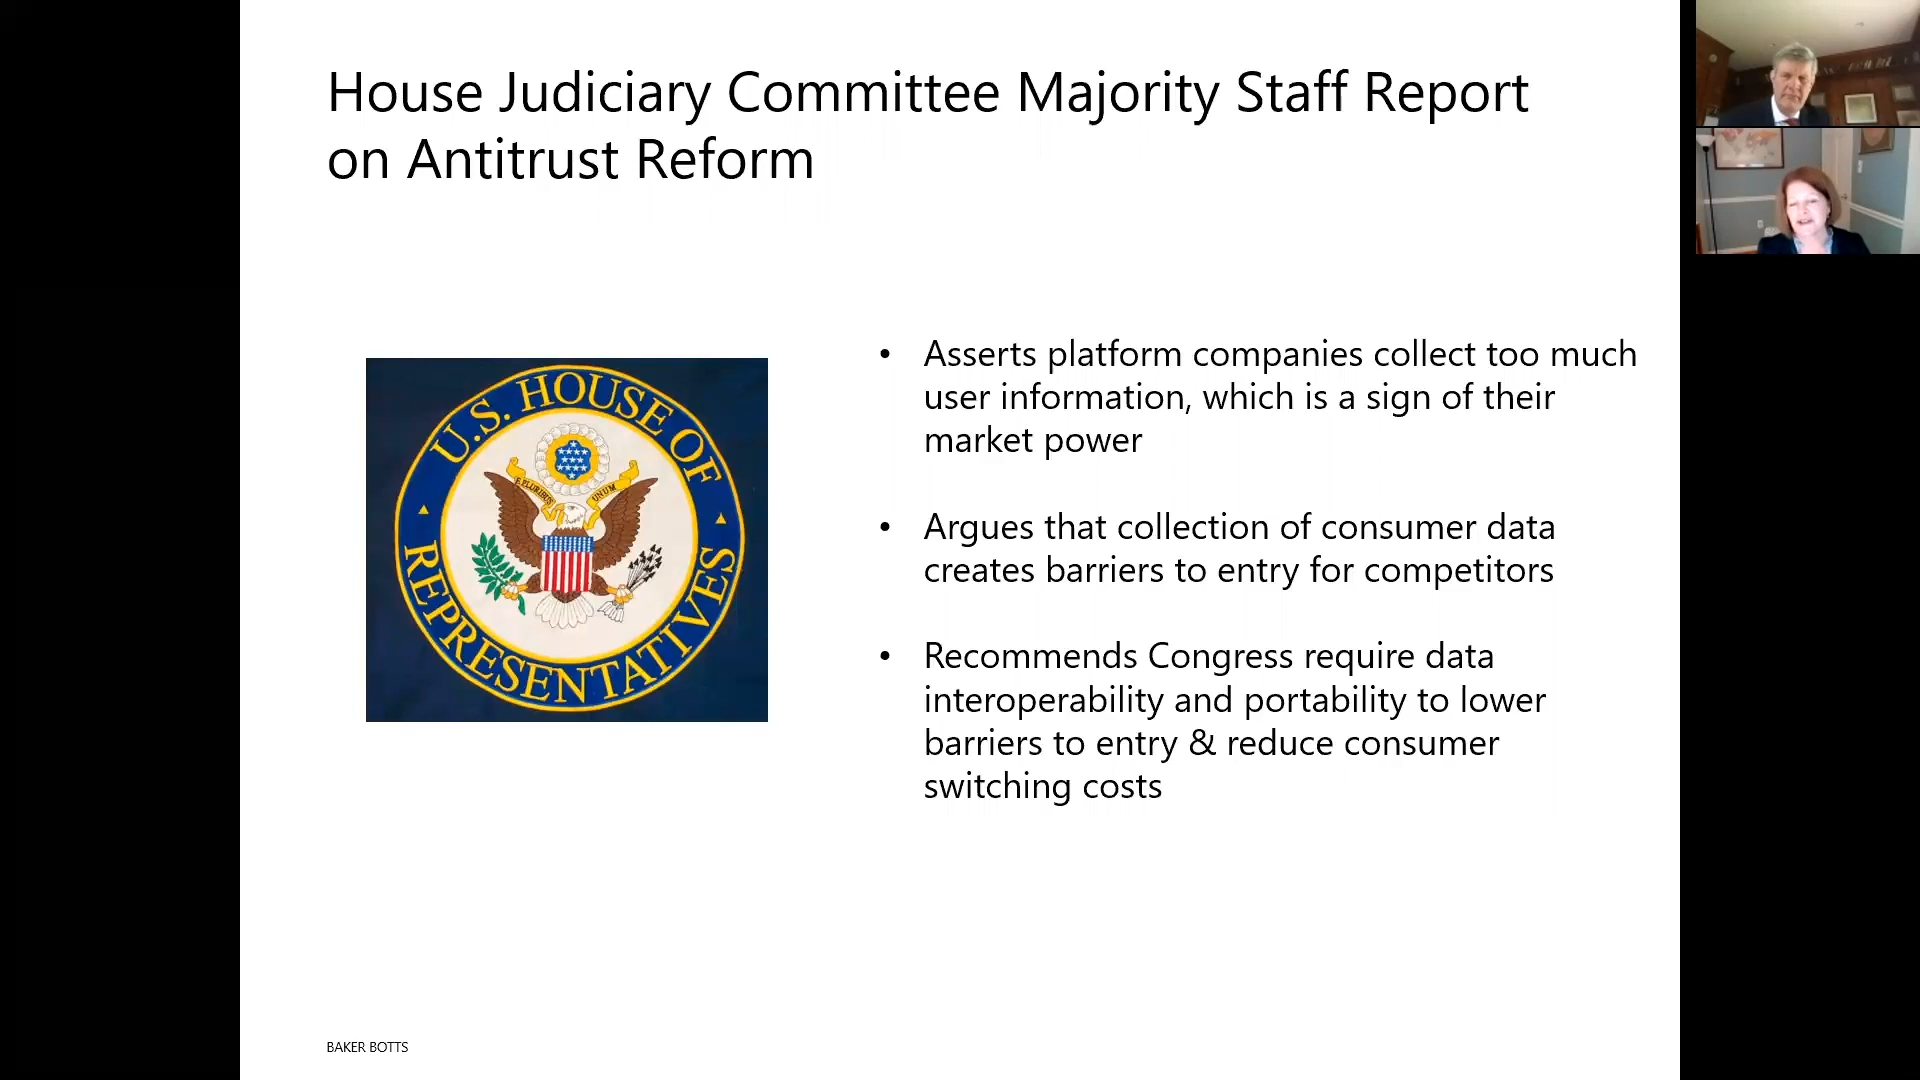 House Judiciary Committee Majority Staff Report
on Antitrust Reform
U.S. HOUSE OF
REPRESENTATIVES
E PLURIBUS
UNUM
• Asserts platform companies collect too much
user information, which is a sign of their
market power
• Argues that collection of consumer data
creates barriers to entry for competitors
• Recommends Congress require data
interoperability and portability to lower
barriers to entry & reduce consumer
switching costs
BAKER BOTTS